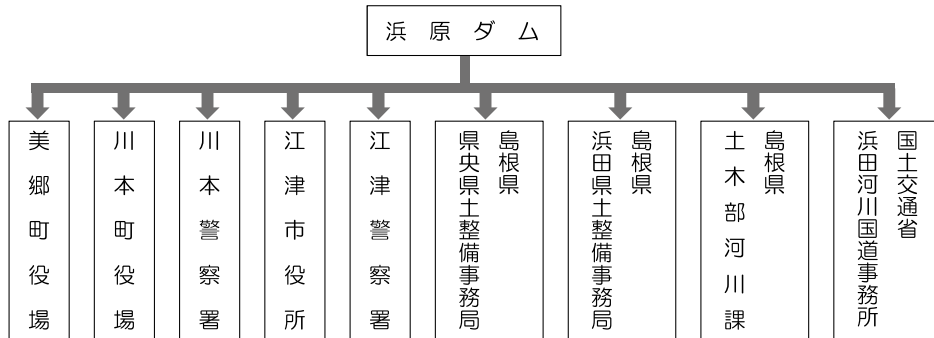 浜原ダム
美郷町役場
川本町役場
川本警察署
江津市役所
江津警察署
島根県
県央県土整備事務局
島根県
浜田県土整備事務局
島根県
土木部河川課
国土交通省
浜田河川国道事務所